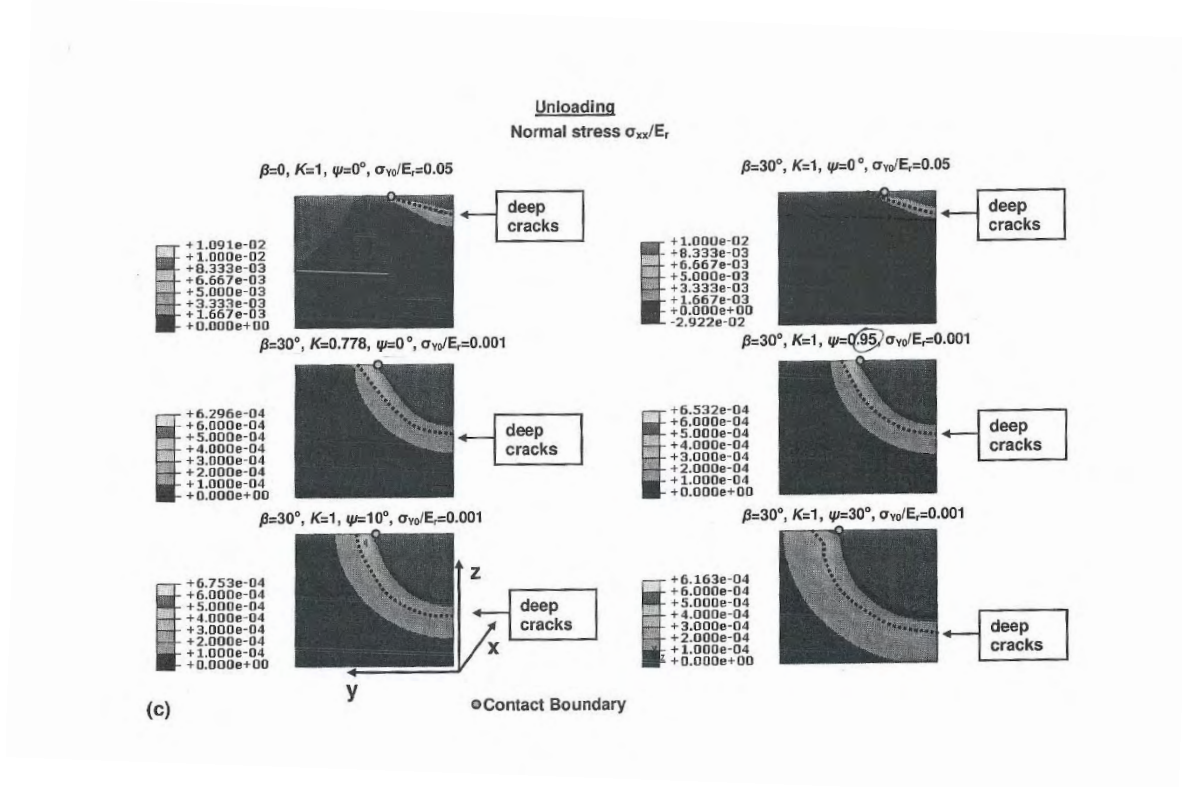 Unloading
Normal stress σxx/Er
β=0, K=1, ψ=0°, σY0/Er=0.05
deep
cracks
+1.091e-02
+1.000e-02
+8.333e-03
+6.667e-03
+5.000e-03
+3.333e-03
+1.667e-03
+0.000e+00
β=30°, K=1, ψ=0°, σY0/Er=0.05
deep
cracks
+1.000e-02
+8.333e-03
+6.667e-03
+5.000e-03
+3.333e-03
+1.667e-03
+0.000e+00
-2.922e-02
β=30°, K=0.778, ψ=0°, σY0/Er=0.001
deep
cracks
+6.296e-04
+6.000e-04
+5.000e-04
+4.000e-04
+3.000e-04
+2.000e-04
+1.000e-04
+0.000e+00
β=30°, K=1, ψ=0.95, σY0/Er=0.001
deep
cracks
+6.532e-04
+6.000e-04
+5.000e-04
+4.000e-04
+3.000e-04
+2.000e-04
+1.000e-04
+0.000e+00
β=30°, K=1, ψ=10°, σY0/Er=0.001
z
deep
cracks
x
y
+6.753e-04
+6.000e-04
+5.000e-04
+4.000e-04
+3.000e-04
+2.000e-04
+1.000e-04
+0.000e+00
β=30°, K=1, ψ=30°, σY0/Er=0.001
deep
cracks
+6.163e-04
+6.000e-04
+5.000e-04
+4.000e-04
+3.000e-04
+2.000e-04
+1.000e-04
+0.000e+00
(c)
Contact Boundary